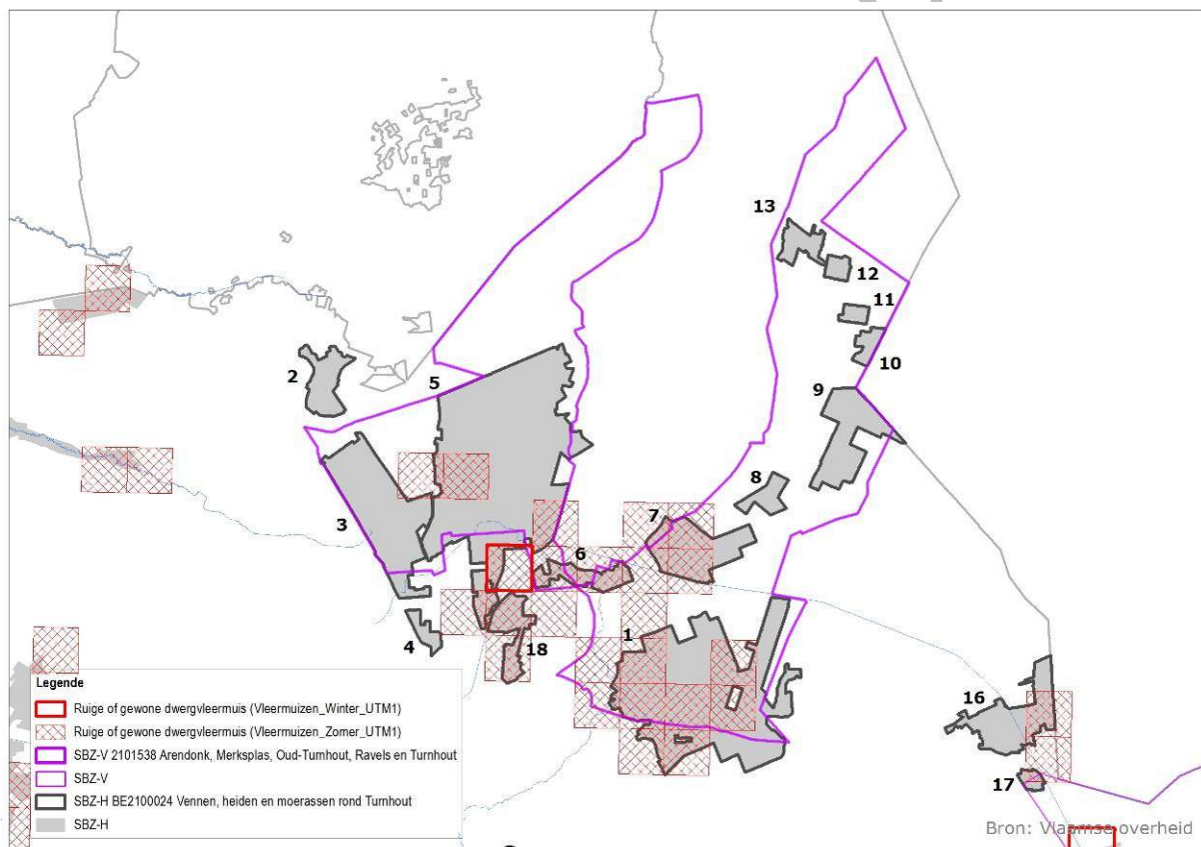 13
12
11
10
2
5
9
8
3
7
6
1
4
18
16
17
Legende
Ruige of gewone dwergvleermuis (Vleermuizen_Winter_UTM1)
Ruige of gewone dwergvleermuis (Vleermuizen_Zomer_UTM1)
SBZ-V 2101538 Arendonk, Merksplas, Oud-Turnhout, Ravels en Turnhout
SBZ-V
SBZ-H BE2100024 Vennen, heiden en moerassen rond Turnhout
SBZ-H
Bron: Vlaamse overheid